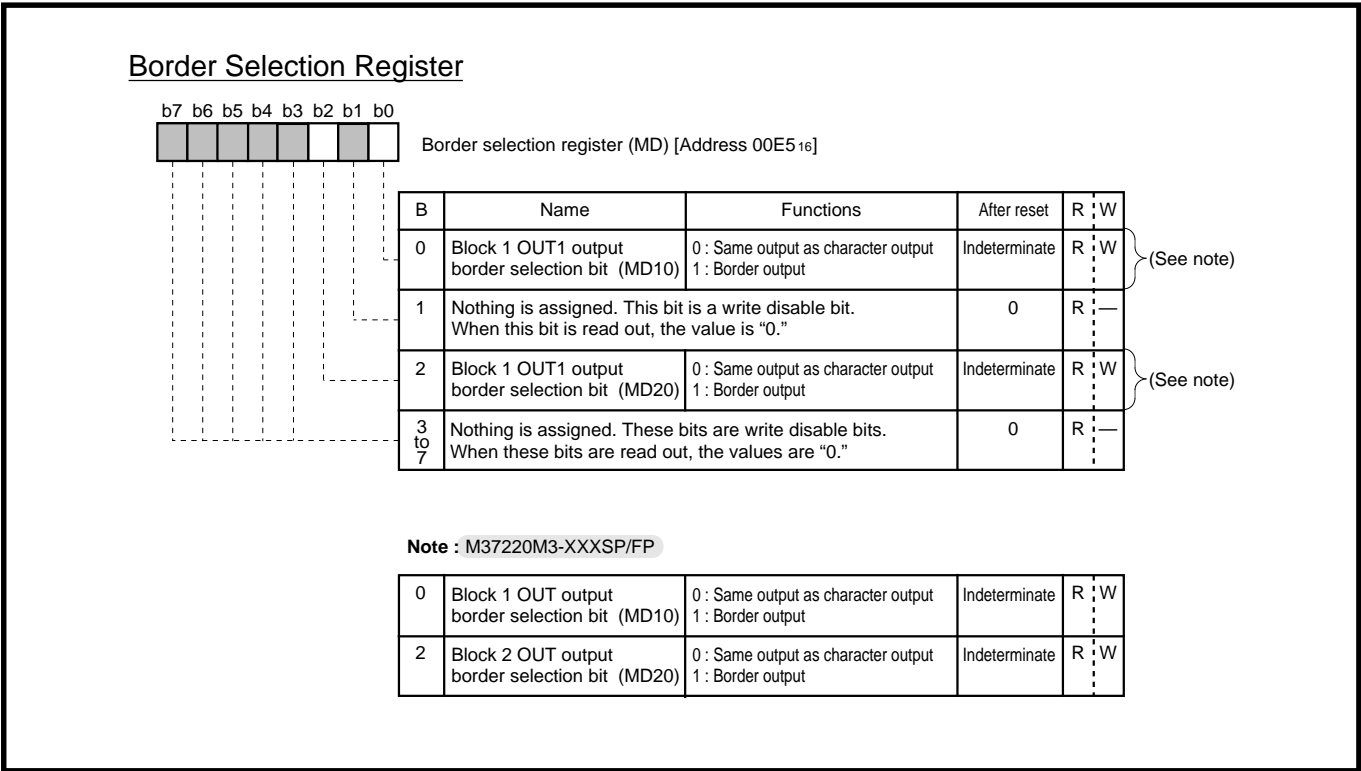 Border Selection Register
b7 b6 b5 b4 b3 b2 b1 b0
Border selection register (MD) [Address 00E516]
B Name Functions After reset R W
0 Block 1 OUT1 output 0 : Same output as character output Indeterminate R W
border selection bit (MD10) 1 : Border output
(See note)
1 Nothing is assigned. This bit is a write disable bit. 0 R —
When this bit is read out, the value is “0.”
2 Block 1 OUT1 output 0 : Same output as character output Indeterminate R W
border selection bit (MD20) 1 : Border output
(See note)
3 to 7 Nothing is assigned. These bits are write disable bits. 0 R —
When these bits are read out, the values are “0.”
Note : M37220M3-XXXSP/FP
0 Block 1 OUT output 0 : Same output as character output Indeterminate R W
border selection bit (MD10) 1 : Border output
2 Block 2 OUT output 0 : Same output as character output Indeterminate R W
border selection bit (MD20) 1 : Border output